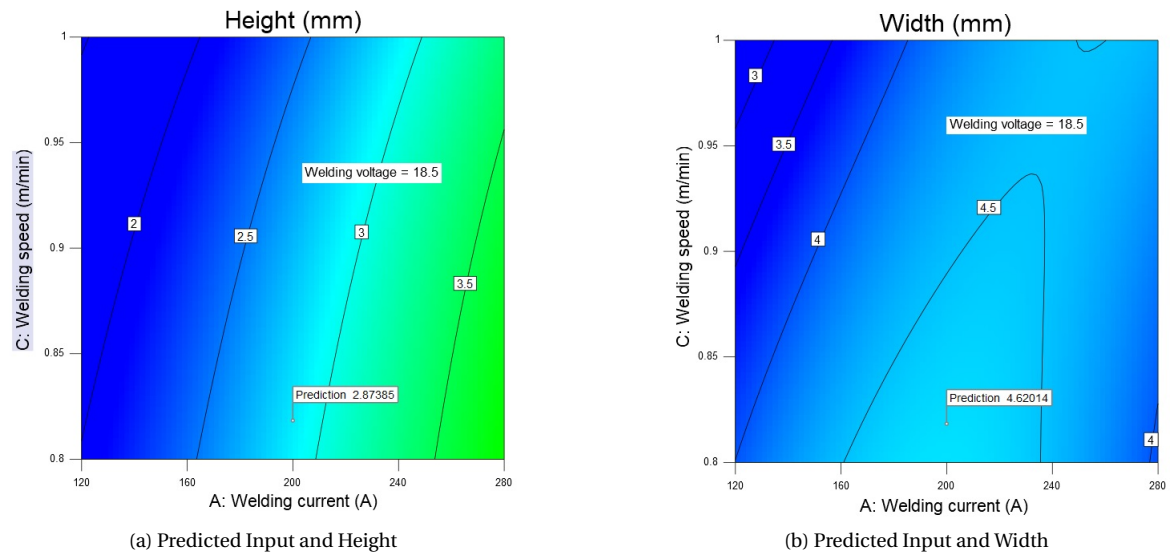 Height (mm)
1
0.95
0.9
0.85
0.8
C: Welding speed (m/min)
Welding voltage = 18.5
2
2.5
3
3.5
Prediction 2.87385
120
160
200
240
280
A: Welding current (A)
(a) Predicted Input and Height
Width (mm)
1
0.95
0.9
0.85
0.8
C: Welding speed (m/min)
3
3.5
4
Welding voltage = 18.5
4.5
Prediction 4.62014
4
120
160
200
240
280
A: Welding current (A)
(b) Predicted Input and Width